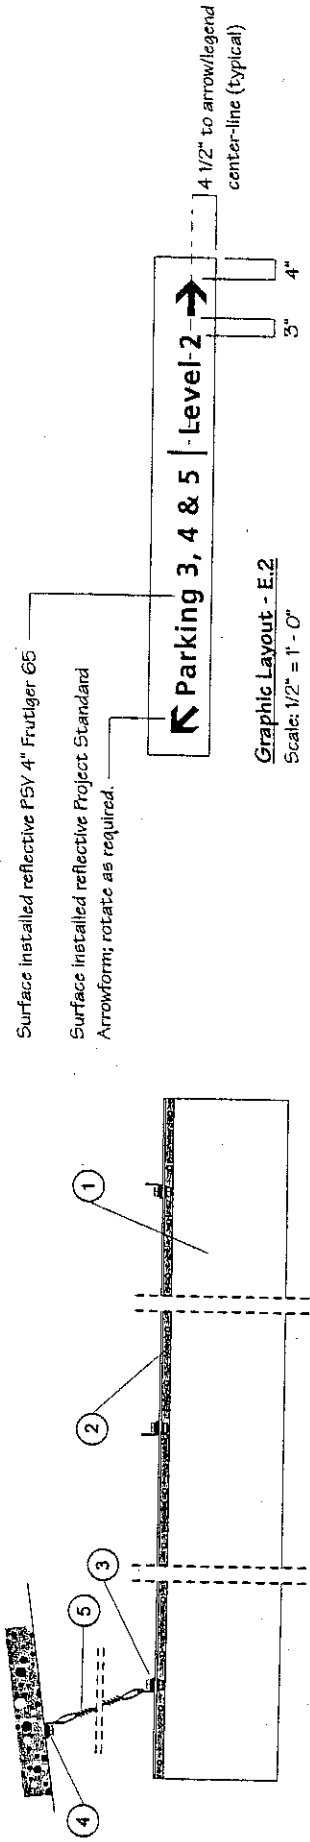 Surface installed reflective PSV 4" Frutiger 65
Surface installed reflective Project Standard
Arrowform; rotate as required.
Parking 3, 4 & 5 | Level 2
4 1/2" to arrow/legend
center-line (typical)
3"
4"
Graphic Layout - E.2
Scale: 1/2" = 1' - 0"
1
2
3
4
5